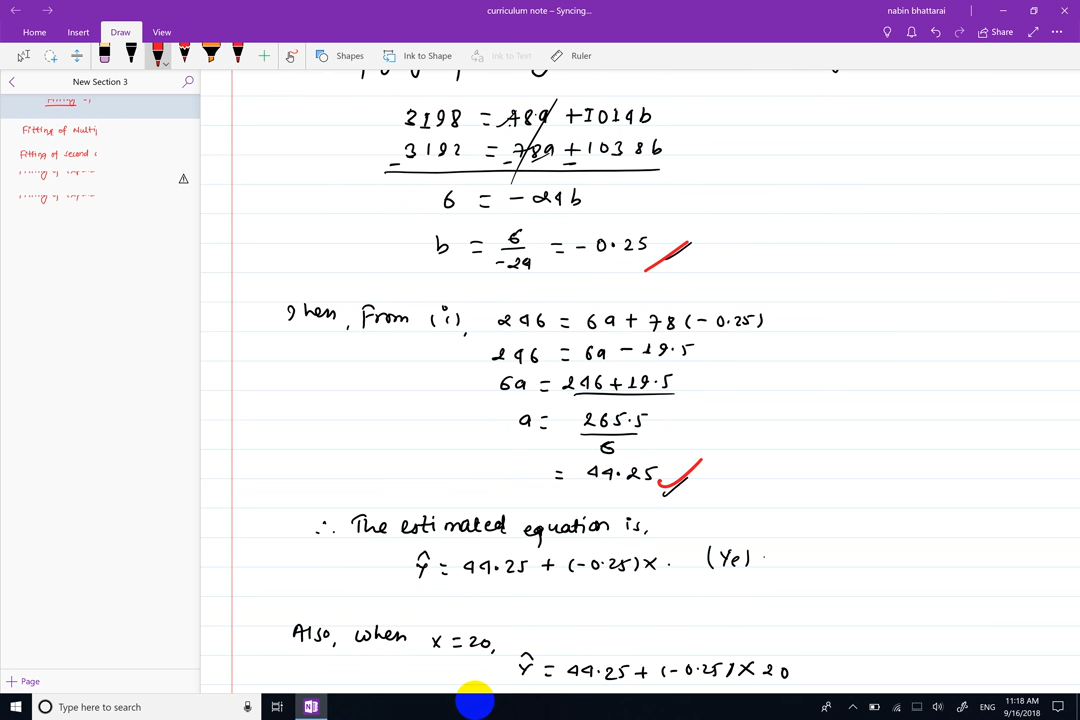 curriculum note – Syncing...
nabin bhattarai
Home Insert Draw View
Share
Shapes Ink to Shape Ink to Text Ruler
New Section 3
Fitting of Multip
Fitting of second o
3198 = 78a + 1014b
3192 = 78a + 1038b
- - -
6 = - 24b
b = 6/-24 = - 0.25
Then, From (i), 246 = 6a + 78(-0.25)
246 = 6a - 19.5
6a = 246 + 19.5
a = 265.5/6
= 44.25
∴ The estimated equation is,
Ŷ = 44.25 + (-0.25)X. (Ye)
Also, when X = 20,
Ŷ = 44.25 + (-0.25) X 20
+ Page
Type here to search
ENG
11:18 AM
9/16/2018